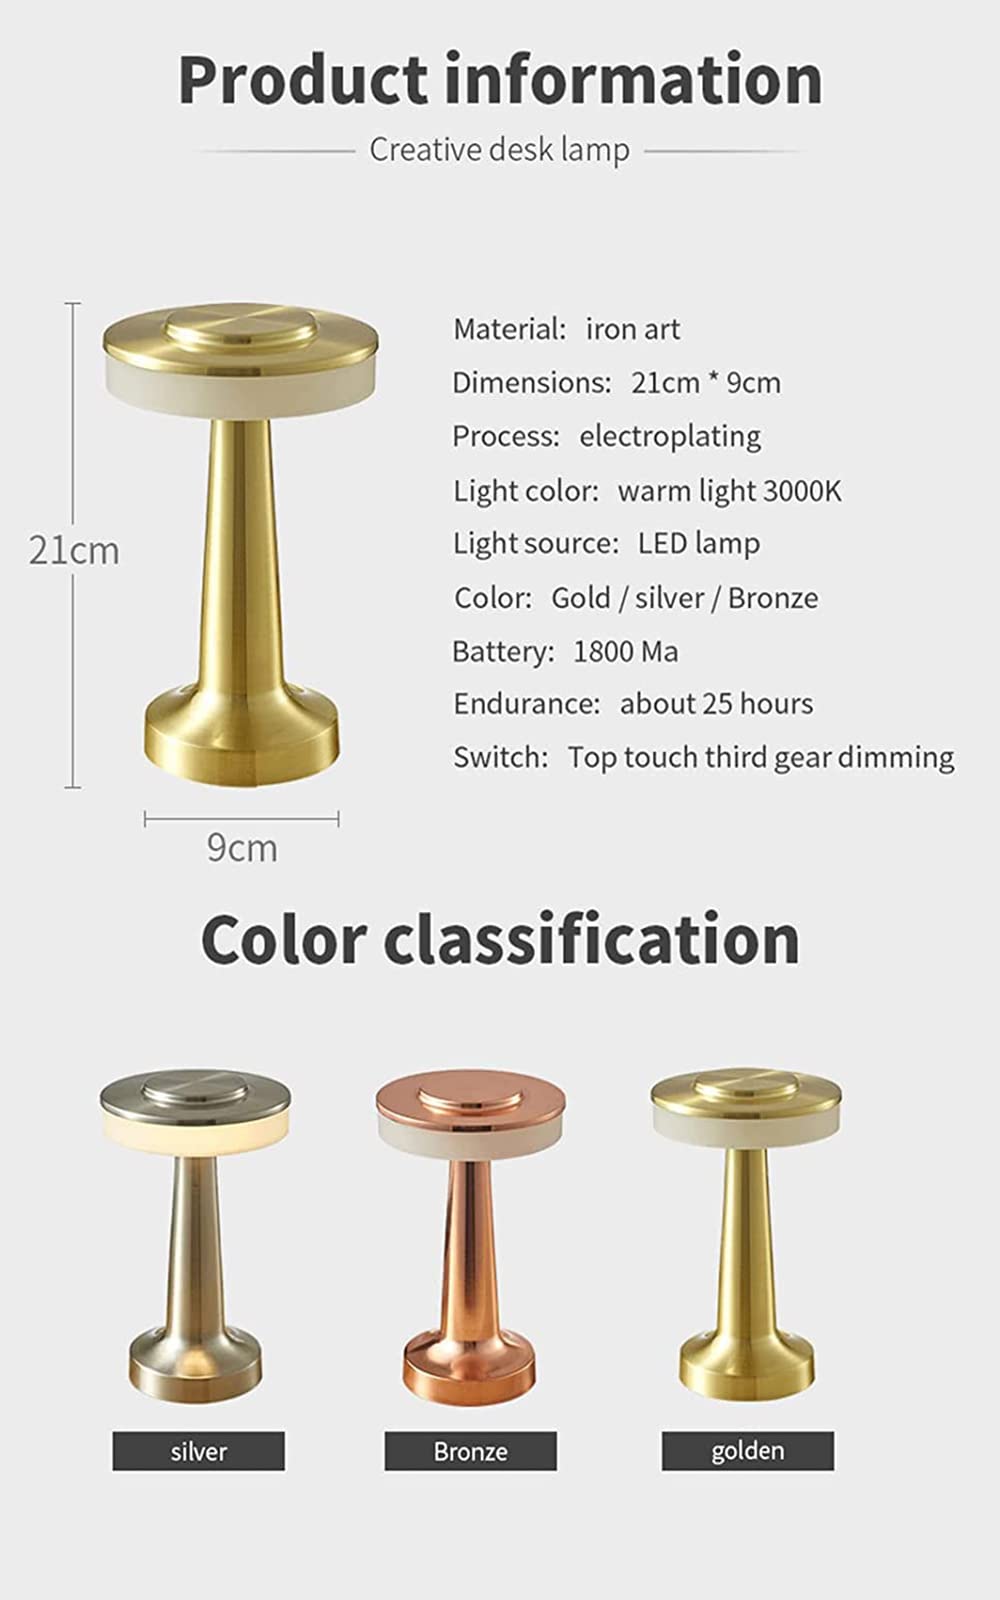 Product information
Creative desk lamp
Material: iron art
Dimensions: 21cm * 9cm
Process: electroplating
Light color: warm light 3000K
21cm
Light source: LED lamp
Color: Gold / silver / Bronze
Battery: 1800 Ma
Endurance: about 25 hours
Switch: Top touch third gear dimming
9cm
Color classification
silver
Bronze
golden